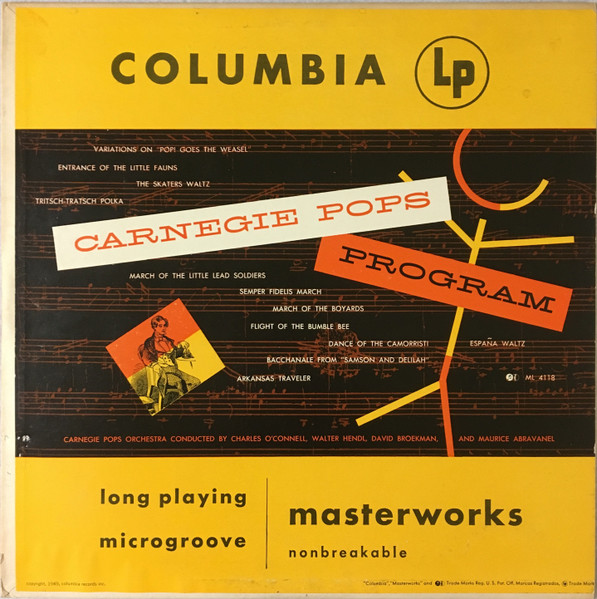 COLUMBIA Lp
VARIATIONS ON "POP! GOES THE WEASEL"
ENTRANCE OF THE LITTLE FAUNS
THE SKATERS WALTZ
TRITSCH-TRATSCH POLKA
CARNEGIE POPS
PROGRAM
MARCH OF THE LITTLE LEAD SOLDIERS
SEMPER FIDELIS MARCH
MARCH OF THE BOYARDS
FLIGHT OF THE BUMBLE BEE
DANCE OF THE CAMORRISTI
ESPAÑA WALTZ
BACCHANALE FROM "SAMSON AND DELILAH"
ARKANSAS TRAVELER
ML 4118
CARNEGIE POPS ORCHESTRA CONDUCTED BY CHARLES O'CONNELL, WALTER HENDL, DAVID BROEKMAN, AND MAURICE ABRAVANEL
long playing
microgroove
masterworks
nonbreakable
"Columbia", "Masterworks" and Trade Marks Reg. U. S. Pat. Off. Marcas Registradas, Trade Mark